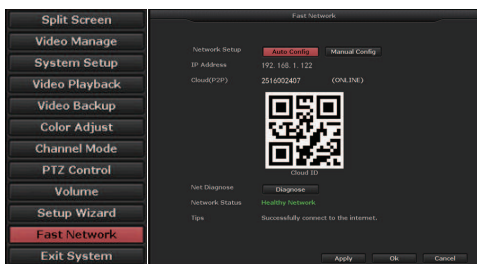 Split Screen
Video Manage
System Setup
Video Playback
Video Backup
Color Adjust
Channel Mode
PTZ Control
Volume
Setup Wizard
Fast Network
Exit System
Fast Network
Network Setup Auto Config Manual Config
IP Address 192. 168. 1. 122
Cloud(P2P) 2516002407 (ONLINE)
Cloud ID
Net Diagnose Diagnose
Network Status Healthy Network
Tips Successfully connect to the internet.
Apply Ok Cancel